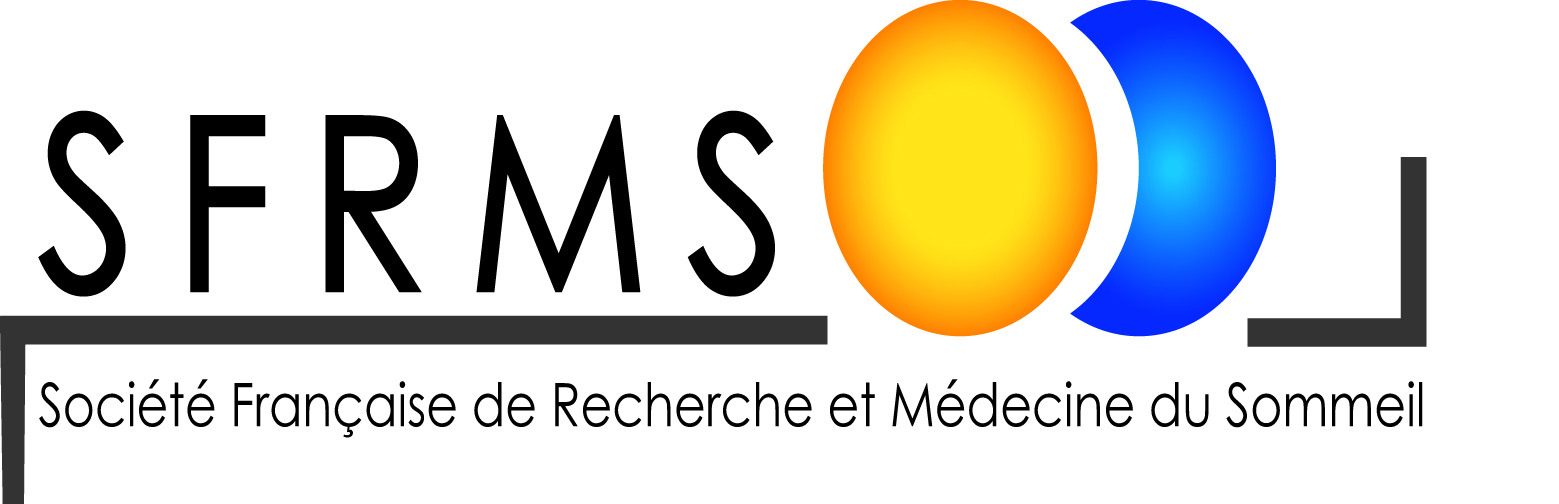 SFRMS
Société Française de Recherche et Médecine du Sommeil